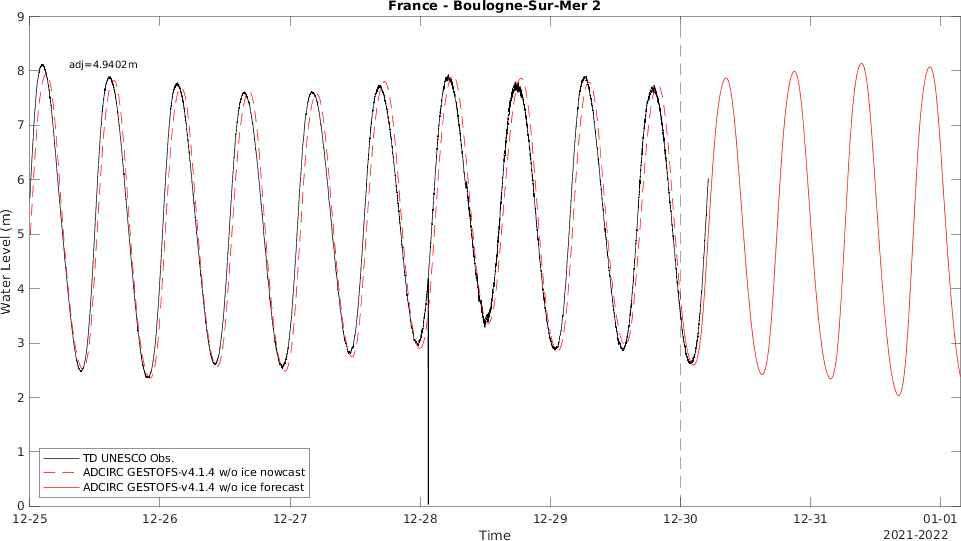 France - Boulogne-Sur-Mer 2
adj=4.9402m
9
8
7
6
5
4
3
2
1
0
Water Level (m)
TD UNESCO Obs.
ADCIRC GESTOFS-v4.1.4 w/o ice nowcast
ADCIRC GESTOFS-v4.1.4 w/o ice forecast
12-25 12-26 12-27 12-28 12-29 12-30 12-31 01-01
Time
2021-2022